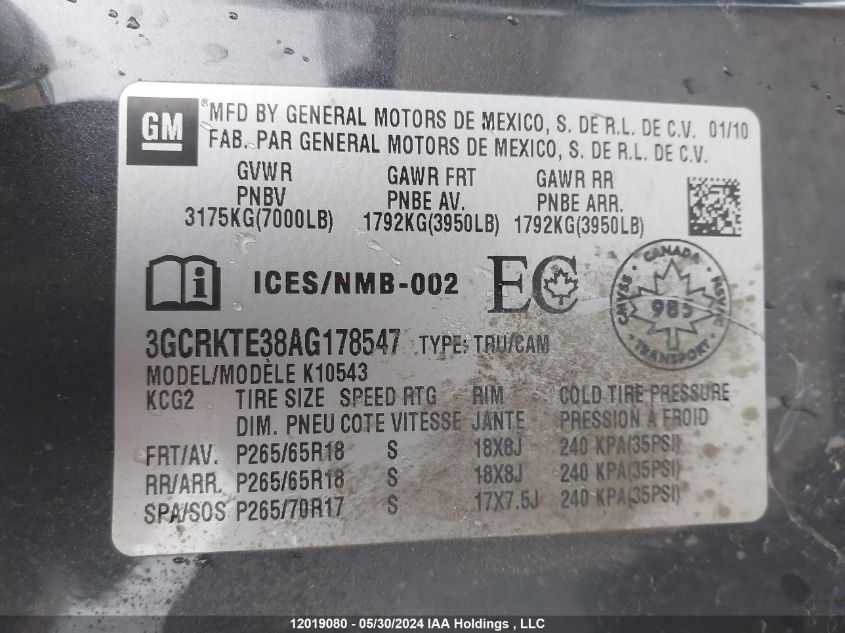 GM
® MFD BY GENERAL MOTORS DE MEXICO, S. DE R.L. DE C.V. 01/10
FAB. PAR GENERAL MOTORS DE MEXICO, S. DE R.L. DE C.V.
GVWR GAWR FRT GAWR RR
PNBV PNBE AV. PNBE ARR.
3175KG(7000LB) 1792KG(3950LB) 1792KG(3950LB)
i ICES/NMB-002 EC
CANADA
CMVSS 985 NSVAC
TRANSPORT
3GCRKTE38AG178547 TYPE: TRU/CAM
MODEL/MODÈLE K10543
KCG2 TIRE SIZE SPEED RTG RIM COLD TIRE PRESSURE
DIM. PNEU COTE VITESSE JANTE PRESSION A FROID
FRT/AV. P265/65R18 S 18X8J 240 KPA(35PSI)
RR/ARR. P265/65R18 S 18X8J 240 KPA(35PSI)
SPA/SOS P265/70R17 S 17X7.5J 240 KPA(35PSI)
12019080 - 05/30/2024 IAA Holdings , LLC